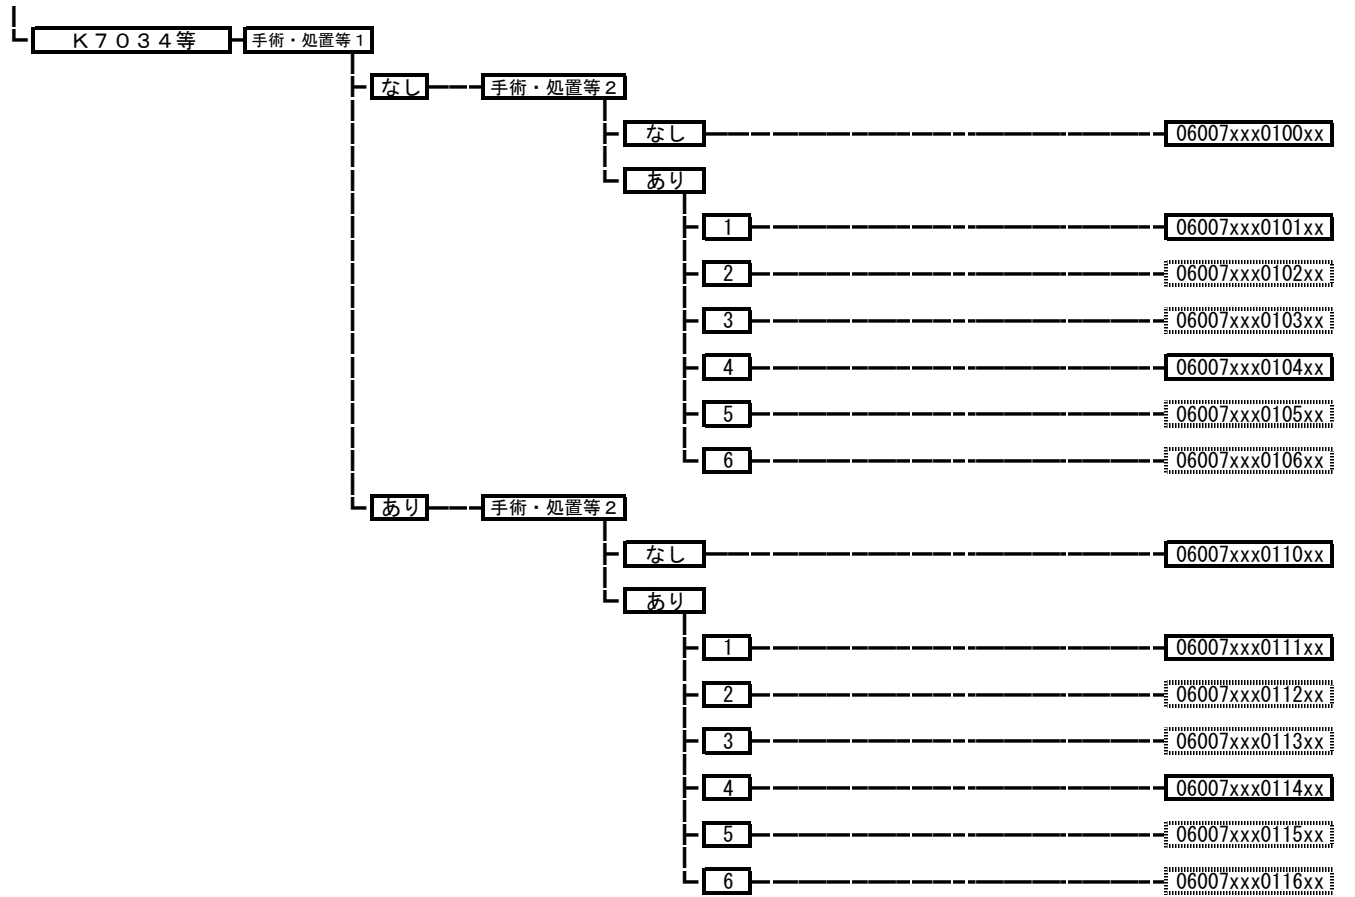 Ｋ７０３４等 手術・処置等１
なし 手術・処置等２
なし 06007xxx0100xx
あり
1 06007xxx0101xx
2 06007xxx0102xx
3 06007xxx0103xx
4 06007xxx0104xx
5 06007xxx0105xx
6 06007xxx0106xx
あり 手術・処置等２
なし 06007xxx0110xx
あり
1 06007xxx0111xx
2 06007xxx0112xx
3 06007xxx0113xx
4 06007xxx0114xx
5 06007xxx0115xx
6 06007xxx0116xx